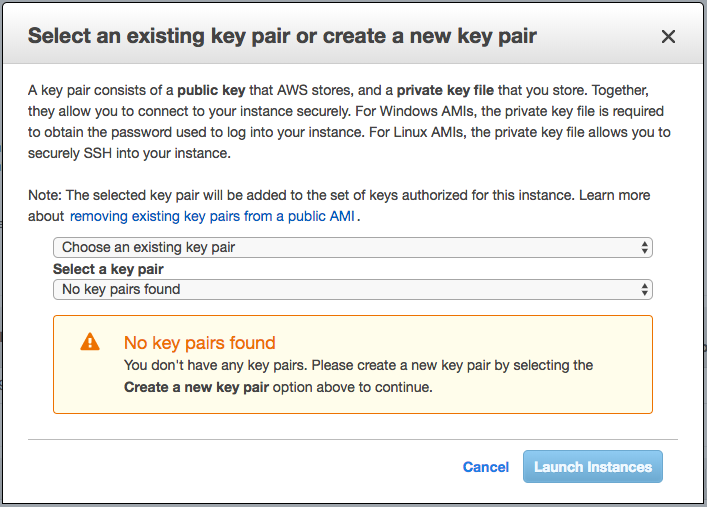 Select an existing key pair or create a new key pair
A key pair consists of a public key that AWS stores, and a private key file that you store. Together,
they allow you to connect to your instance securely. For Windows AMIs, the private key file is required
to obtain the password used to log into your instance. For Linux AMIs, the private key file allows you to
securely SSH into your instance.
Note: The selected key pair will be added to the set of keys authorized for this instance. Learn more
about removing existing key pairs from a public AMI.
Choose an existing key pair
Select a key pair
No key pairs found
No key pairs found
You don't have any key pairs. Please create a new key pair by selecting the
Create a new key pair option above to continue.
Cancel Launch Instances